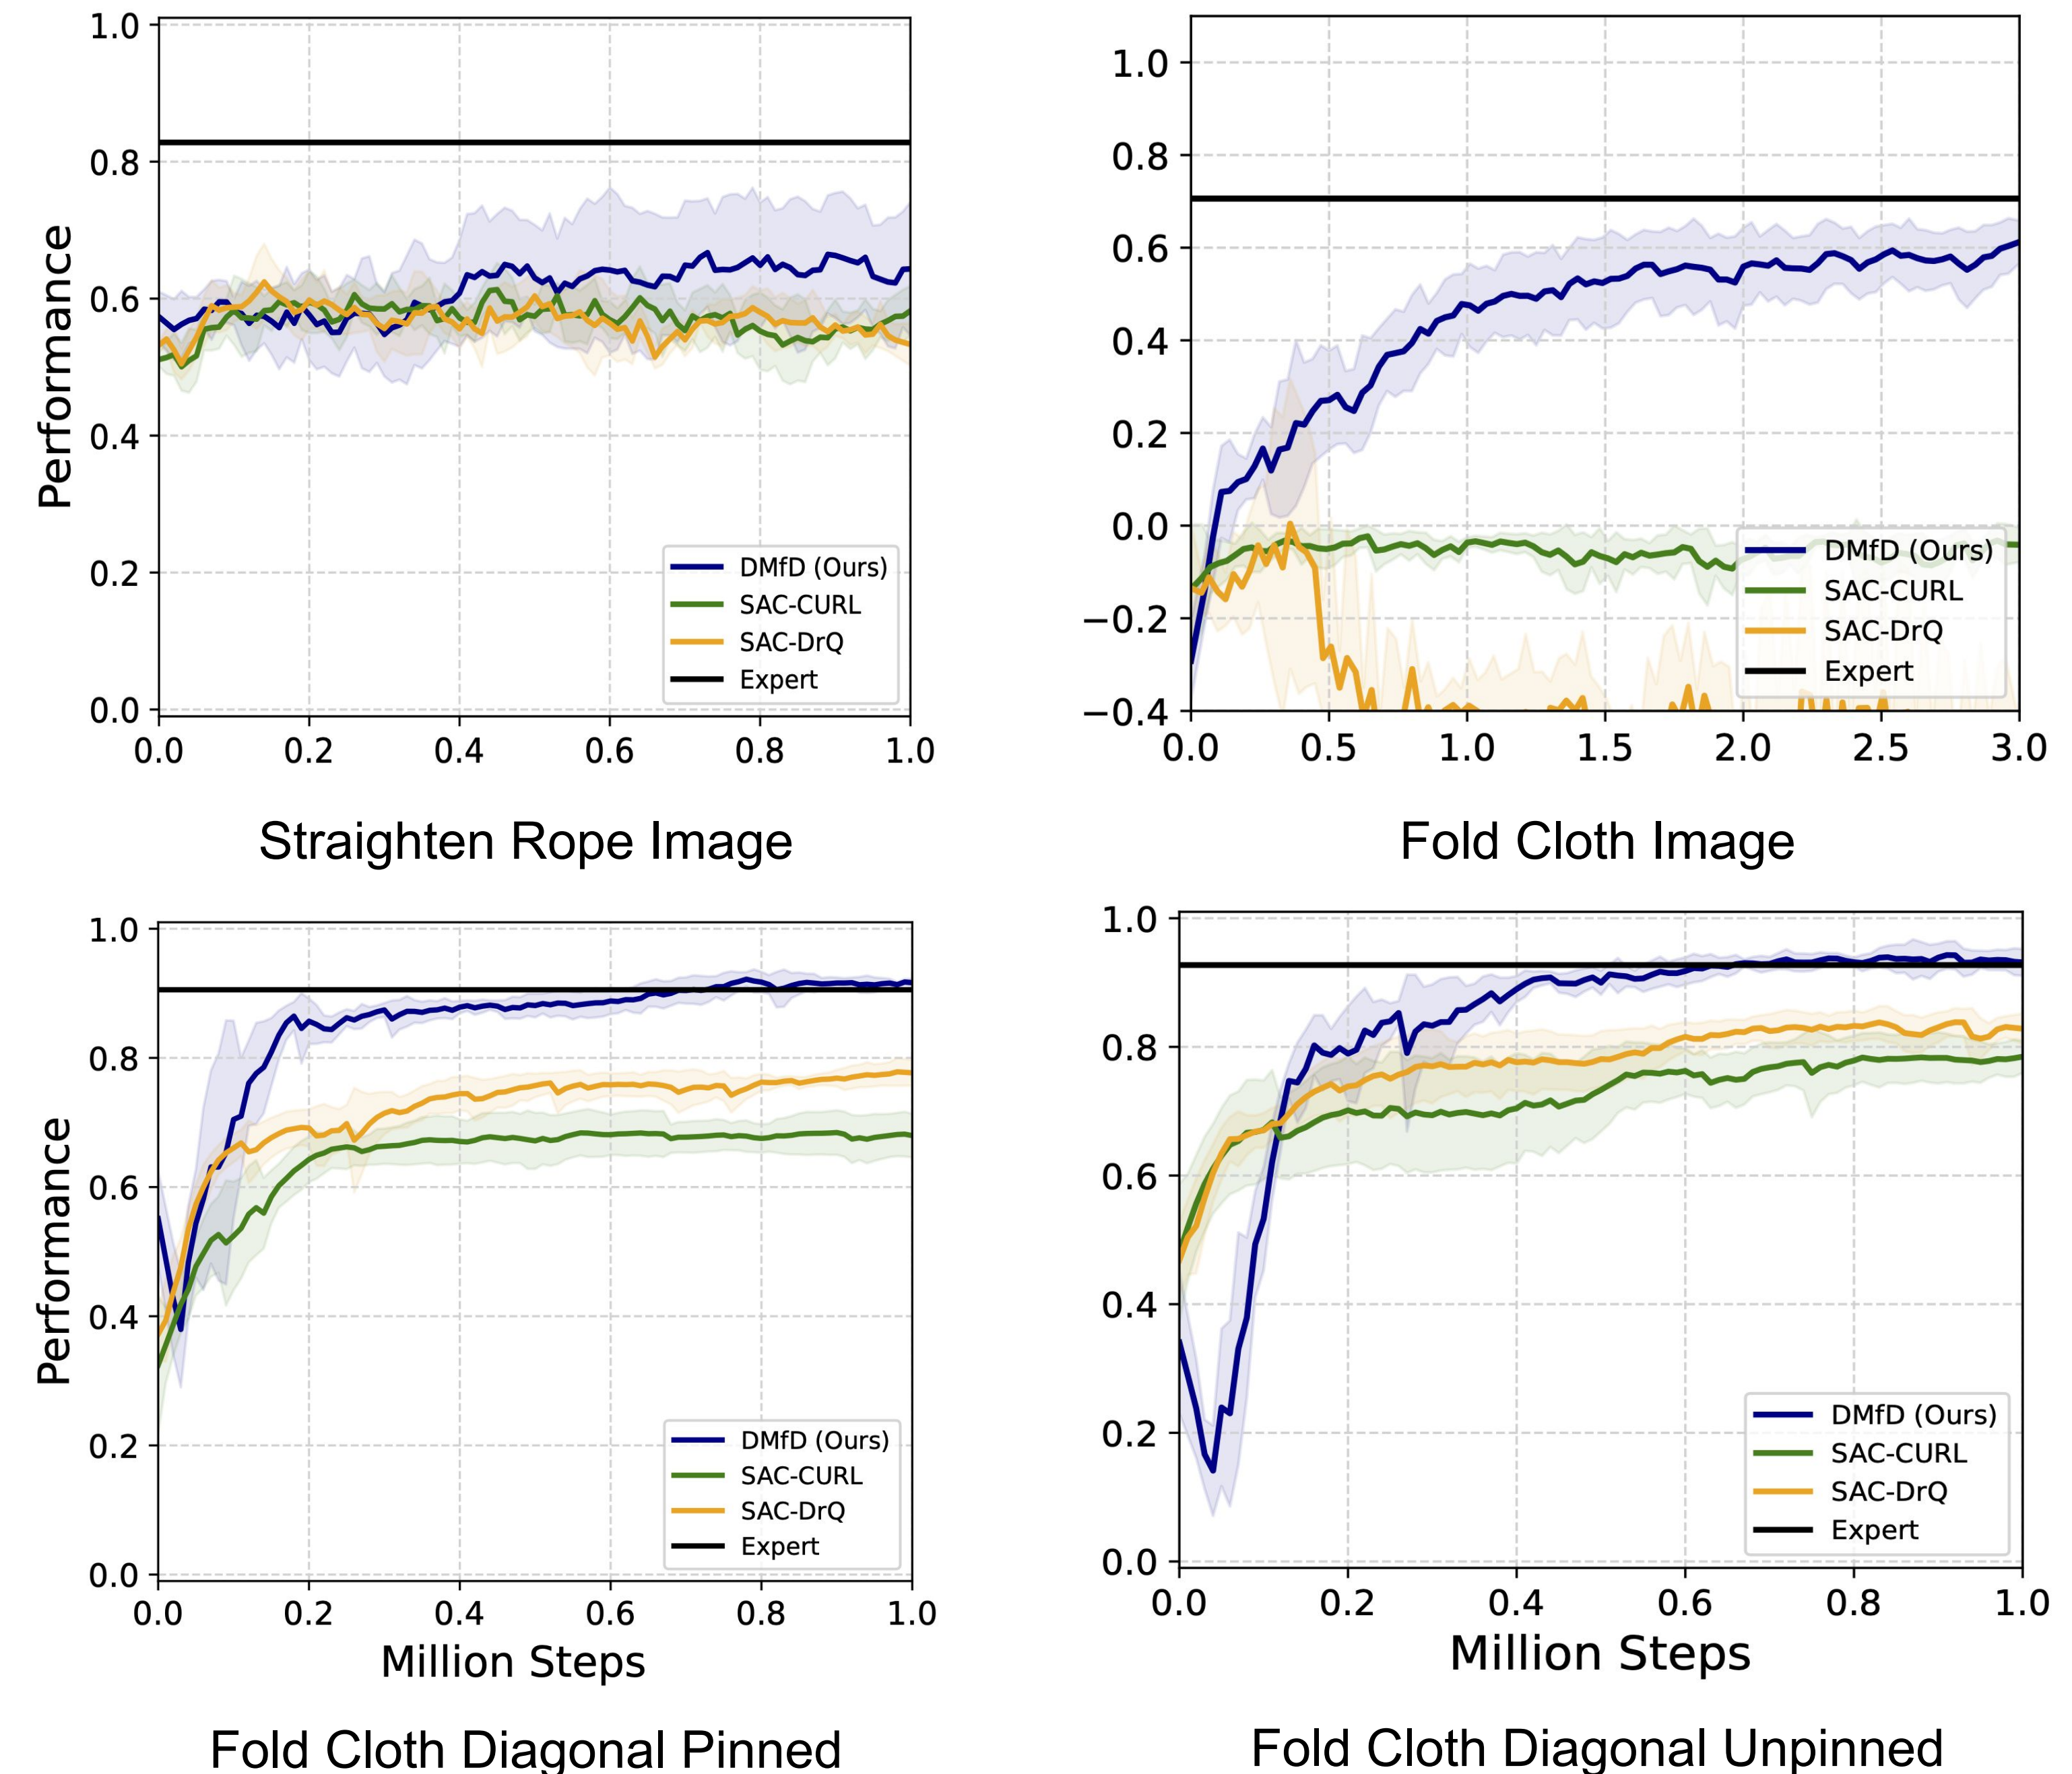 1.0
0.8
0.6
0.4
0.2
0.0
Performance
0.0 0.2 0.4 0.6 0.8 1.0
DMfD (Ours)
SAC-CURL
SAC-DrQ
Expert
Straighten Rope Image
1.0
0.8
0.6
0.4
0.2
0.0
−0.2
−0.4
0.0 0.5 1.0 1.5 2.0 2.5 3.0
DMfD (Ours)
SAC-CURL
SAC-DrQ
Expert
Fold Cloth Image
1.0
0.8
0.6
0.4
0.2
0.0
Performance
0.0 0.2 0.4 0.6 0.8 1.0
Million Steps
DMfD (Ours)
SAC-CURL
SAC-DrQ
Expert
Fold Cloth Diagonal Pinned
1.0
0.8
0.6
0.4
0.2
0.0
0.0 0.2 0.4 0.6 0.8 1.0
Million Steps
DMfD (Ours)
SAC-CURL
SAC-DrQ
Expert
Fold Cloth Diagonal Unpinned